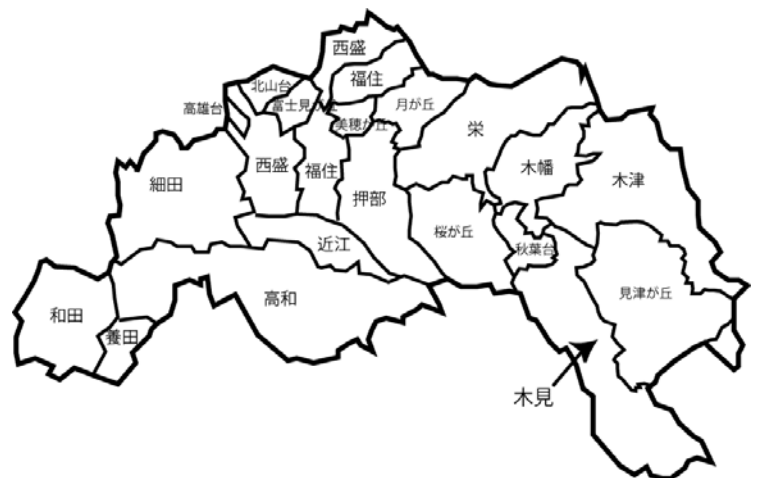 西盛
福住
北山台
富士見が丘
月が丘
高雄台
美穂が丘
栄
西盛
福住
木幡
細田
押部
木津
桜が丘
近江
秋葉台
見津が丘
高和
和田
養田
木見